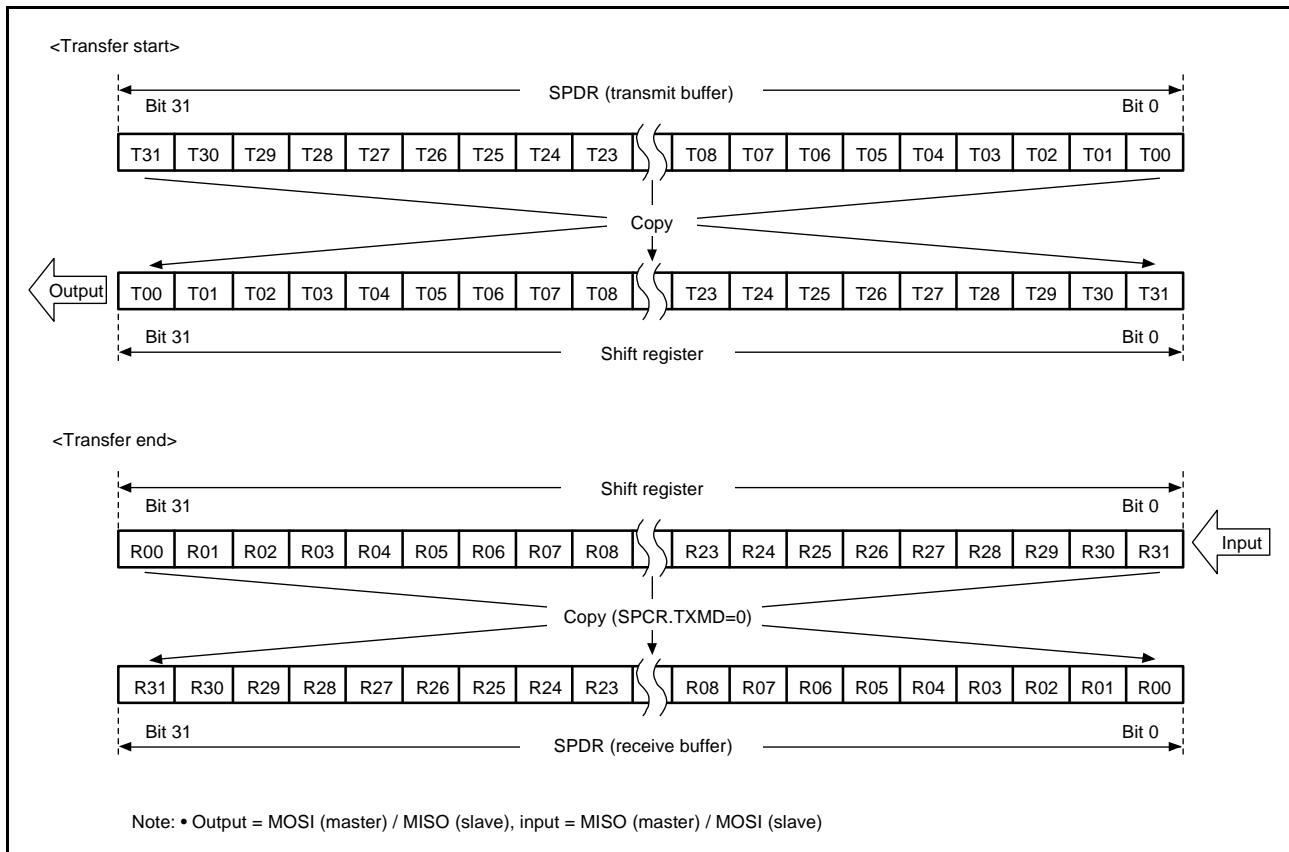 <Transfer start>
SPDR (transmit buffer)
Bit 31 Bit 0
T31 T30 T29 T28 T27 T26 T25 T24 T23 T08 T07 T06 T05 T04 T03 T02 T01 T00
Copy
Output T00 T01 T02 T03 T04 T05 T06 T07 T08 T23 T24 T25 T26 T27 T28 T29 T30 T31
Bit 31 Bit 0
Shift register
<Transfer end>
Shift register
Bit 31 Bit 0
R00 R01 R02 R03 R04 R05 R06 R07 R08 R23 R24 R25 R26 R27 R28 R29 R30 R31 Input
Copy (SPCR.TXMD=0)
R31 R30 R29 R28 R27 R26 R25 R24 R23 R08 R07 R06 R05 R04 R03 R02 R01 R00
Bit 31 Bit 0
SPDR (receive buffer)
Note: • Output = MOSI (master) / MISO (slave), input = MISO (master) / MOSI (slave)